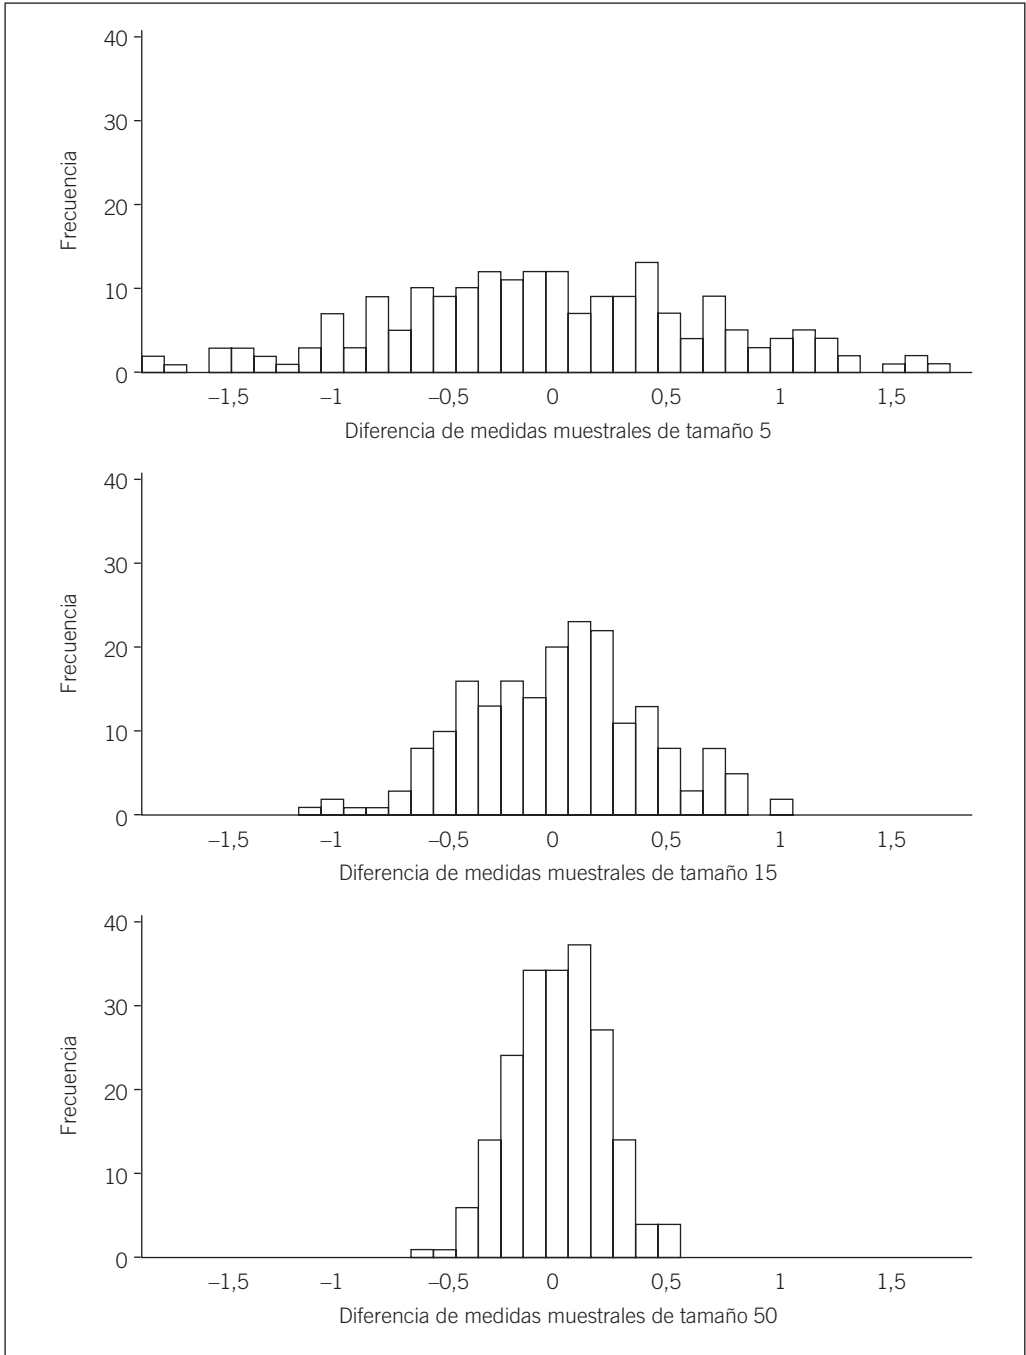 40
30
20
10
0
Frecuencia
–1,5 –1 –0,5 0 0,5 1 1,5
Diferencia de medidas muestrales de tamaño 5
40
30
20
10
0
Frecuencia
–1,5 –1 –0,5 0 0,5 1 1,5
Diferencia de medidas muestrales de tamaño 15
40
30
20
10
0
Frecuencia
–1,5 –1 –0,5 0 0,5 1 1,5
Diferencia de medidas muestrales de tamaño 50